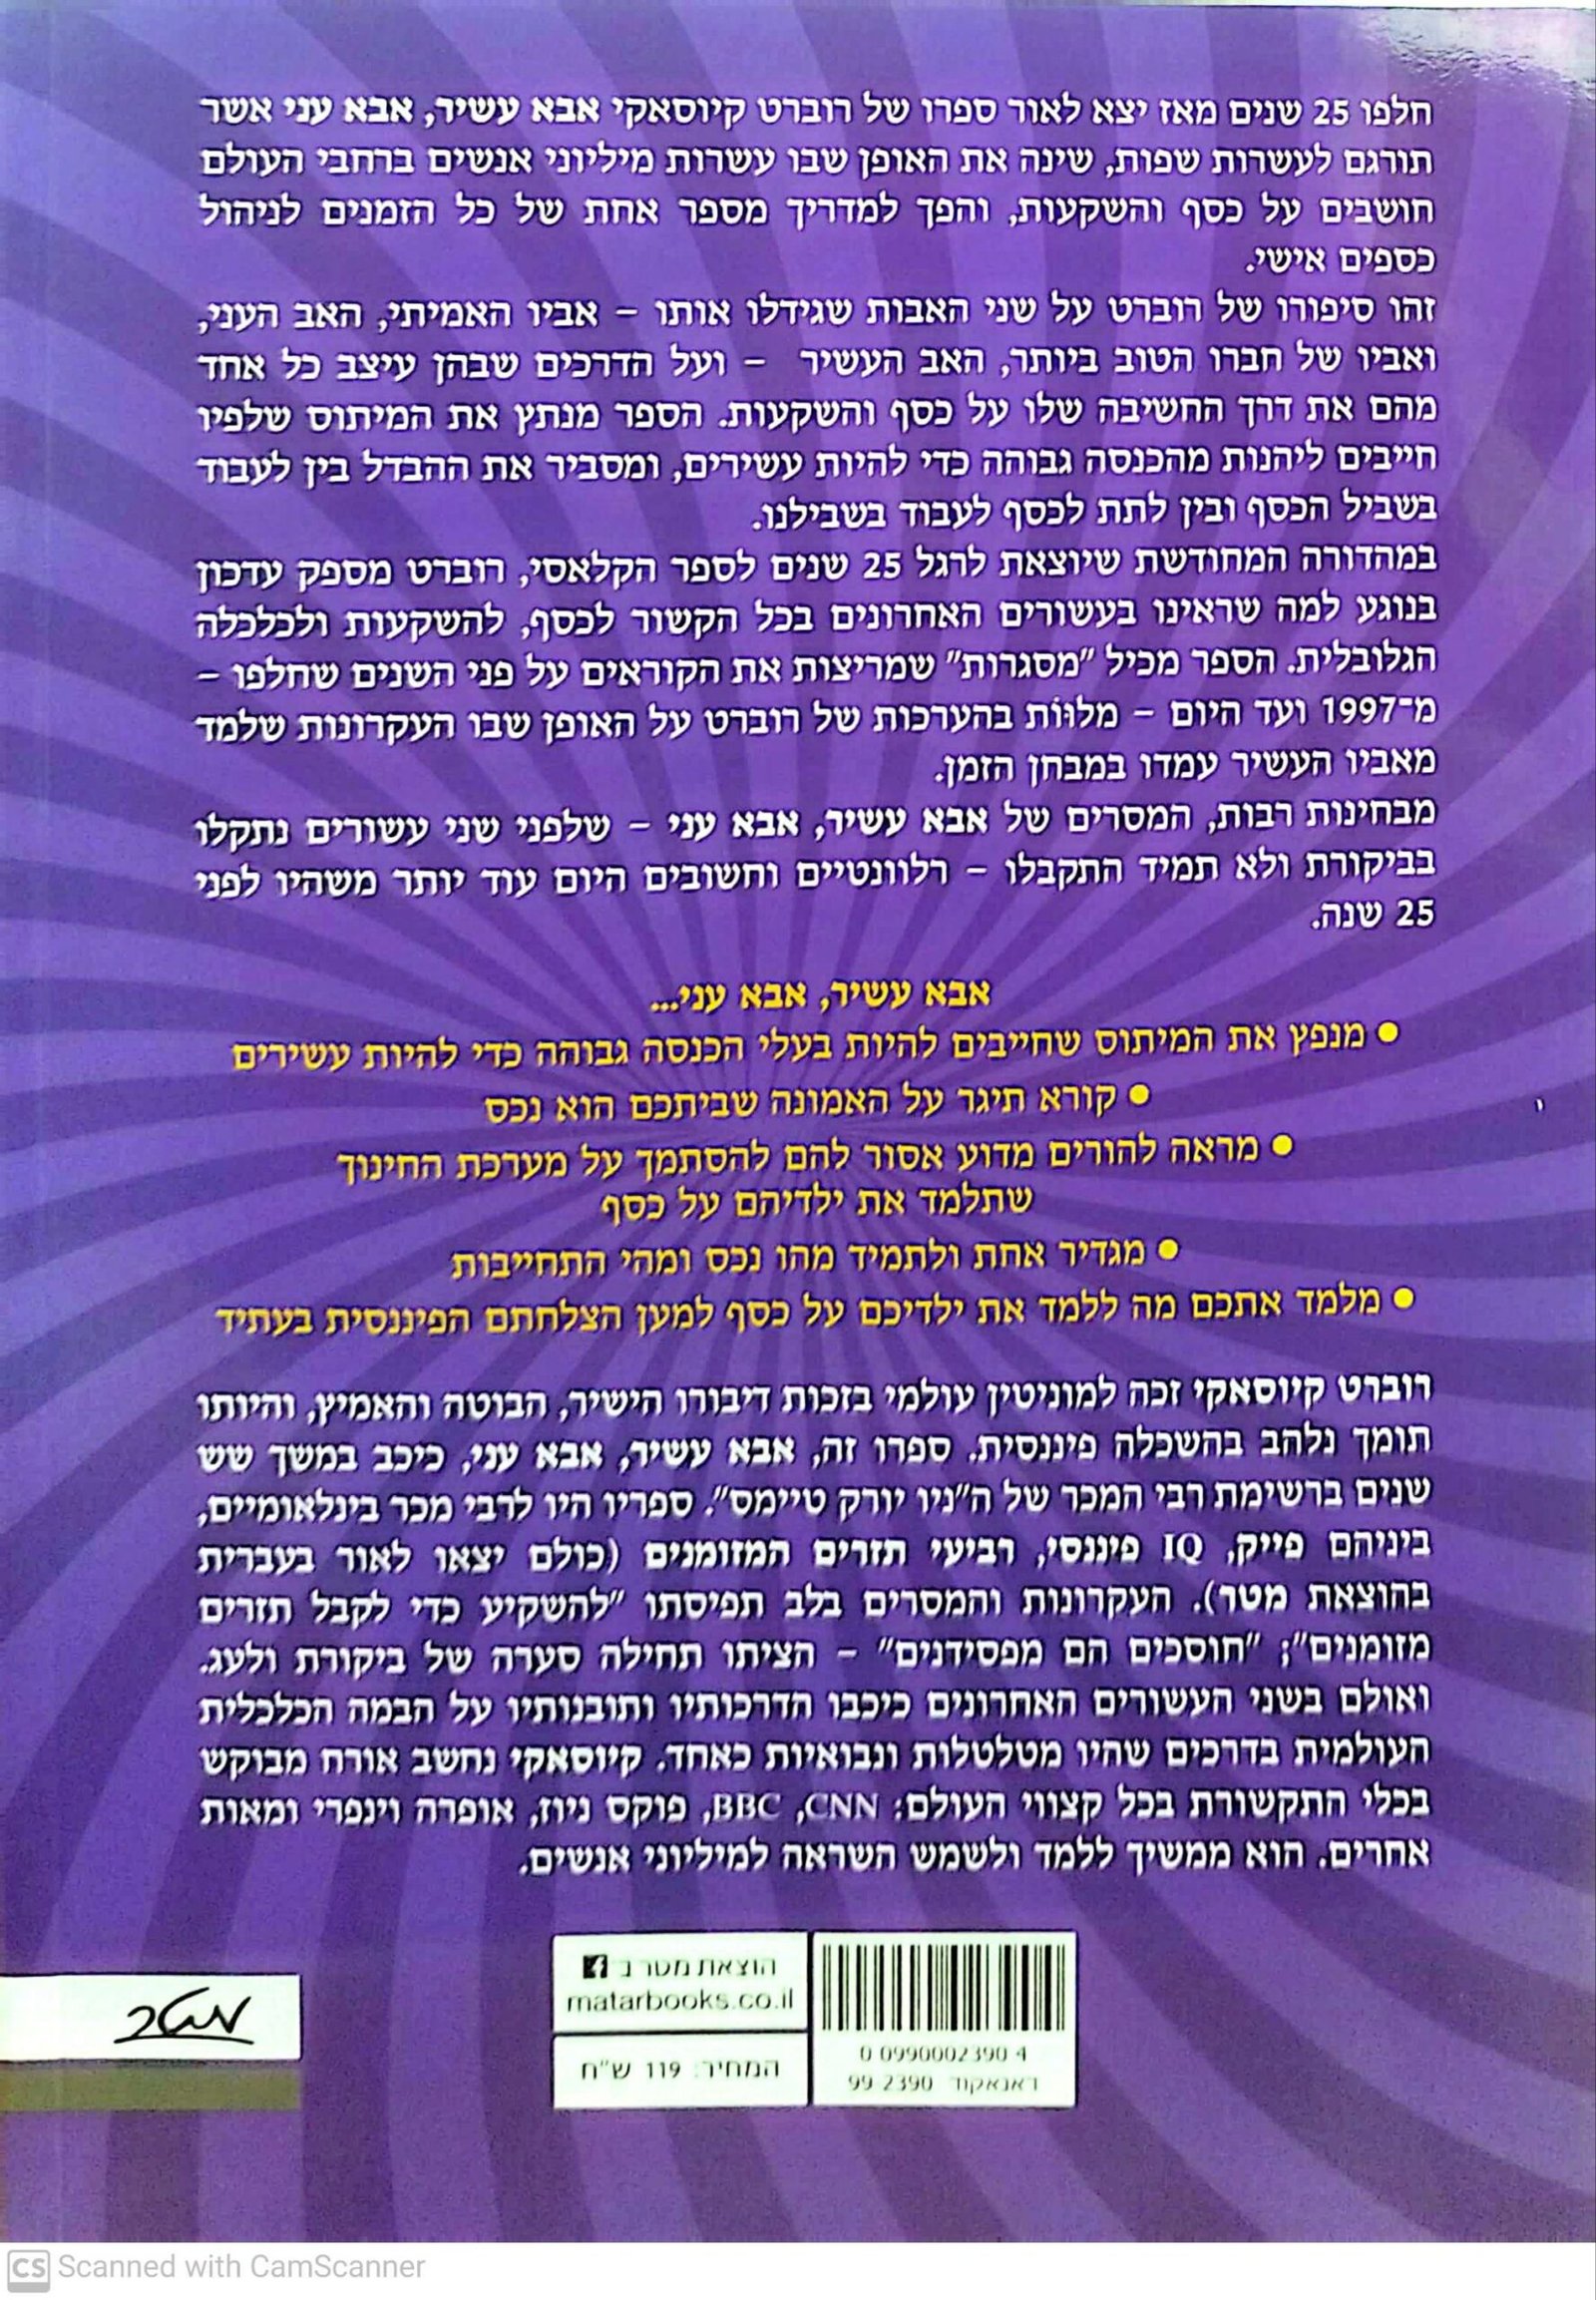 חלפו 25 שנים מאז יצא לאור ספרו של רוברט קיוסאקי אבא עשיר, אבא עני אשר
תורגם לעשרות שפות, שינה את האופן שבו עשרות מיליוני אנשים ברחבי העולם
חושבים על כסף והשקעות, והפך למדריך מספר אחת של כל הזמנים לניהול
כספים אישי.
זהו סיפורו של רוברט על שני האבות שגידלו אותו – אביו האמיתי, האב העני,
ואביו של חברו הטוב ביותר, האב העשיר – ועל הדרכים שבהן עיצב כל אחד
מהם את דרך החשיבה שלו על כסף והשקעות. הספר מנתץ את המיתוס שלפיו
חייבים ליהנות מהכנסה גבוהה כדי להיות עשירים, ומסביר את ההבדל בין לעבוד
בשביל הכסף ובין לתת לכסף לעבוד בשבילנו.
במהדורה המחודשת שיוצאת לרגל 25 שנים לספר הקלאסי, רוברט מספק עדכון
בנוגע למה שראינו בעשורים האחרונים בכל הקשור לכסף, להשקעות ולכלכלה
הגלובלית. הספר מכיל "מסגרות" שמריצות את הקוראים על פני השנים שחלפו –
מ־1997 ועד היום – מלוּוֹת בהערכות של רוברט על האופן שבו העקרונות שלמד
מאביו העשיר עמדו במבחן הזמן.
מבחינות רבות, המסרים של אבא עשיר, אבא עני – שלפני שני עשורים נתקלו
בביקורת ולא תמיד התקבלו – רלוונטיים וחשובים היום עוד יותר משהיו לפני
25 שנה.
אבא עשיר, אבא עני...
● מנפץ את המיתוס שחייבים להיות בעלי הכנסה גבוהה כדי להיות עשירים
● קורא תיגר על האמונה שביתכם הוא נכס
● מראה להורים מדוע אסור להם להסתמך על מערכת החינוך
שתלמד את ילדיהם על כסף
● מגדיר אחת ולתמיד מהו נכס ומהי התחייבות
● מלמד אתכם מה ללמד את ילדיכם על כסף למען הצלחתם הפיננסית בעתיד
רוברט קיוסאקי זכה למוניטין עולמי בזכות דיבורו הישיר, הבוטה והאמיץ, והיותו
תומך נלהב בהשכלה פיננסית. ספרו זה, אבא עשיר, אבא עני, כיכב במשך שש
שנים ברשימת רבי המכר של ה"ניו יורק טיימס". ספריו היו לרבי מכר בינלאומיים,
ביניהם פייק, IQ פיננסי, רביעי תזרים המזומנים (כולם יצאו לאור בעברית
בהוצאת מטר). העקרונות והמסרים בלב תפיסתו "להשקיע כדי לקבל תזרים
מזומנים"; "חוסכים הם מפסידנים" – הציתו תחילה סערה של ביקורת ולעג.
ואולם בשני העשורים האחרונים כיכבו הדרכותיו ותובנותיו על הבמה הכלכלית
העולמית בדרכים שהיו מטלטלות ונבואיות כאחד. קיוסאקי נחשב אורח מבוקש
בכלי התקשורת בכל קצווי העולם: CNN, BBC, פוקס ניוז, אופרה וינפרי ומאות
אחרים. הוא ממשיך ללמד ולשמש השראה למיליוני אנשים.
הוצאת מטר ב
matarbooks.co.il
המחיר: 119 ש"ח
0 0990002390 4
דאנאקוד 99-2390
מטר
CS Scanned with CamScanner